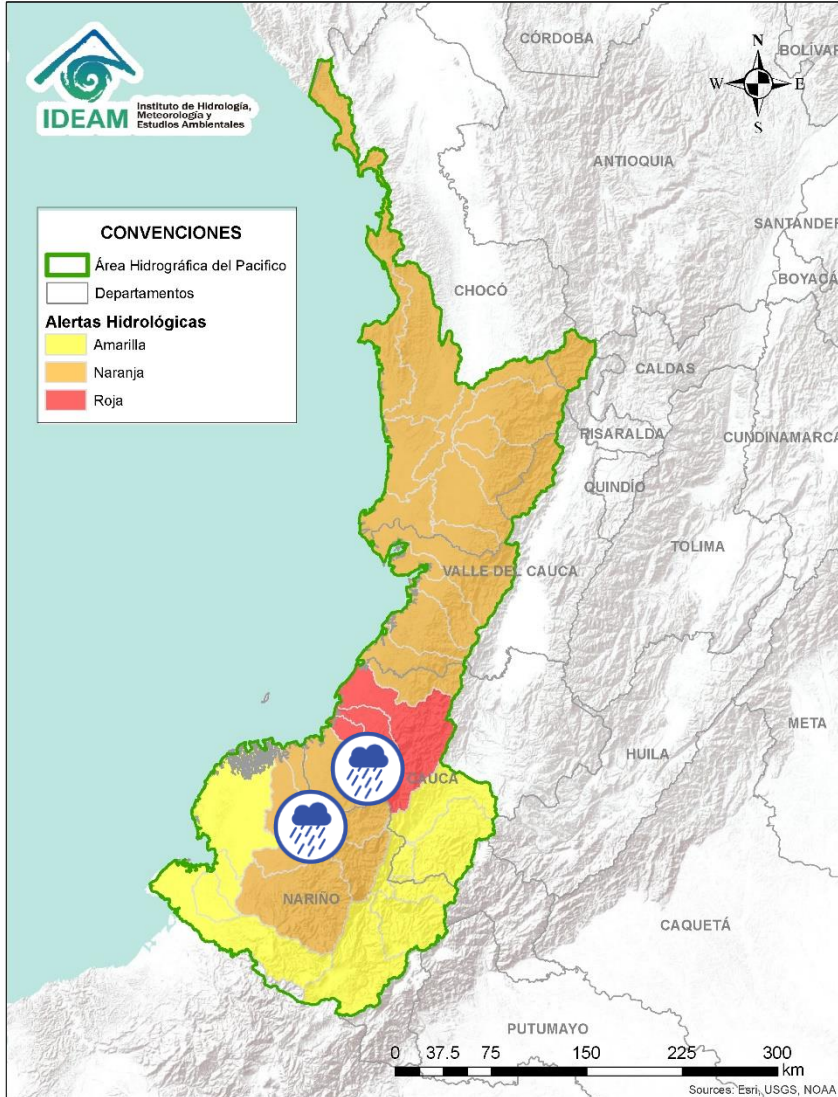 IDEAM
Instituto de Hidrología,
Meteorología y
Estudios Ambientales
CÓRDOBA
BOLÍVAR
N
W E
S
ANTIOQUIA
SANTANDER
CONVENCIONES
Área Hidrográfica del Pacifico
Departamentos
Alertas Hidrológicas
Amarilla
Naranja
Roja
BOYACÁ
CHOCÓ
CALDAS
RISARALDA
CUNDINAMARCA
QUINDÍO
TOLIMA
VALLE DEL CAUCA
META
HUILA
CAUCA
NARIÑO
CAQUETÁ
PUTUMAYO
0 37.5 75 150 225 300
km
Sources: Esri, USGS, NOAA